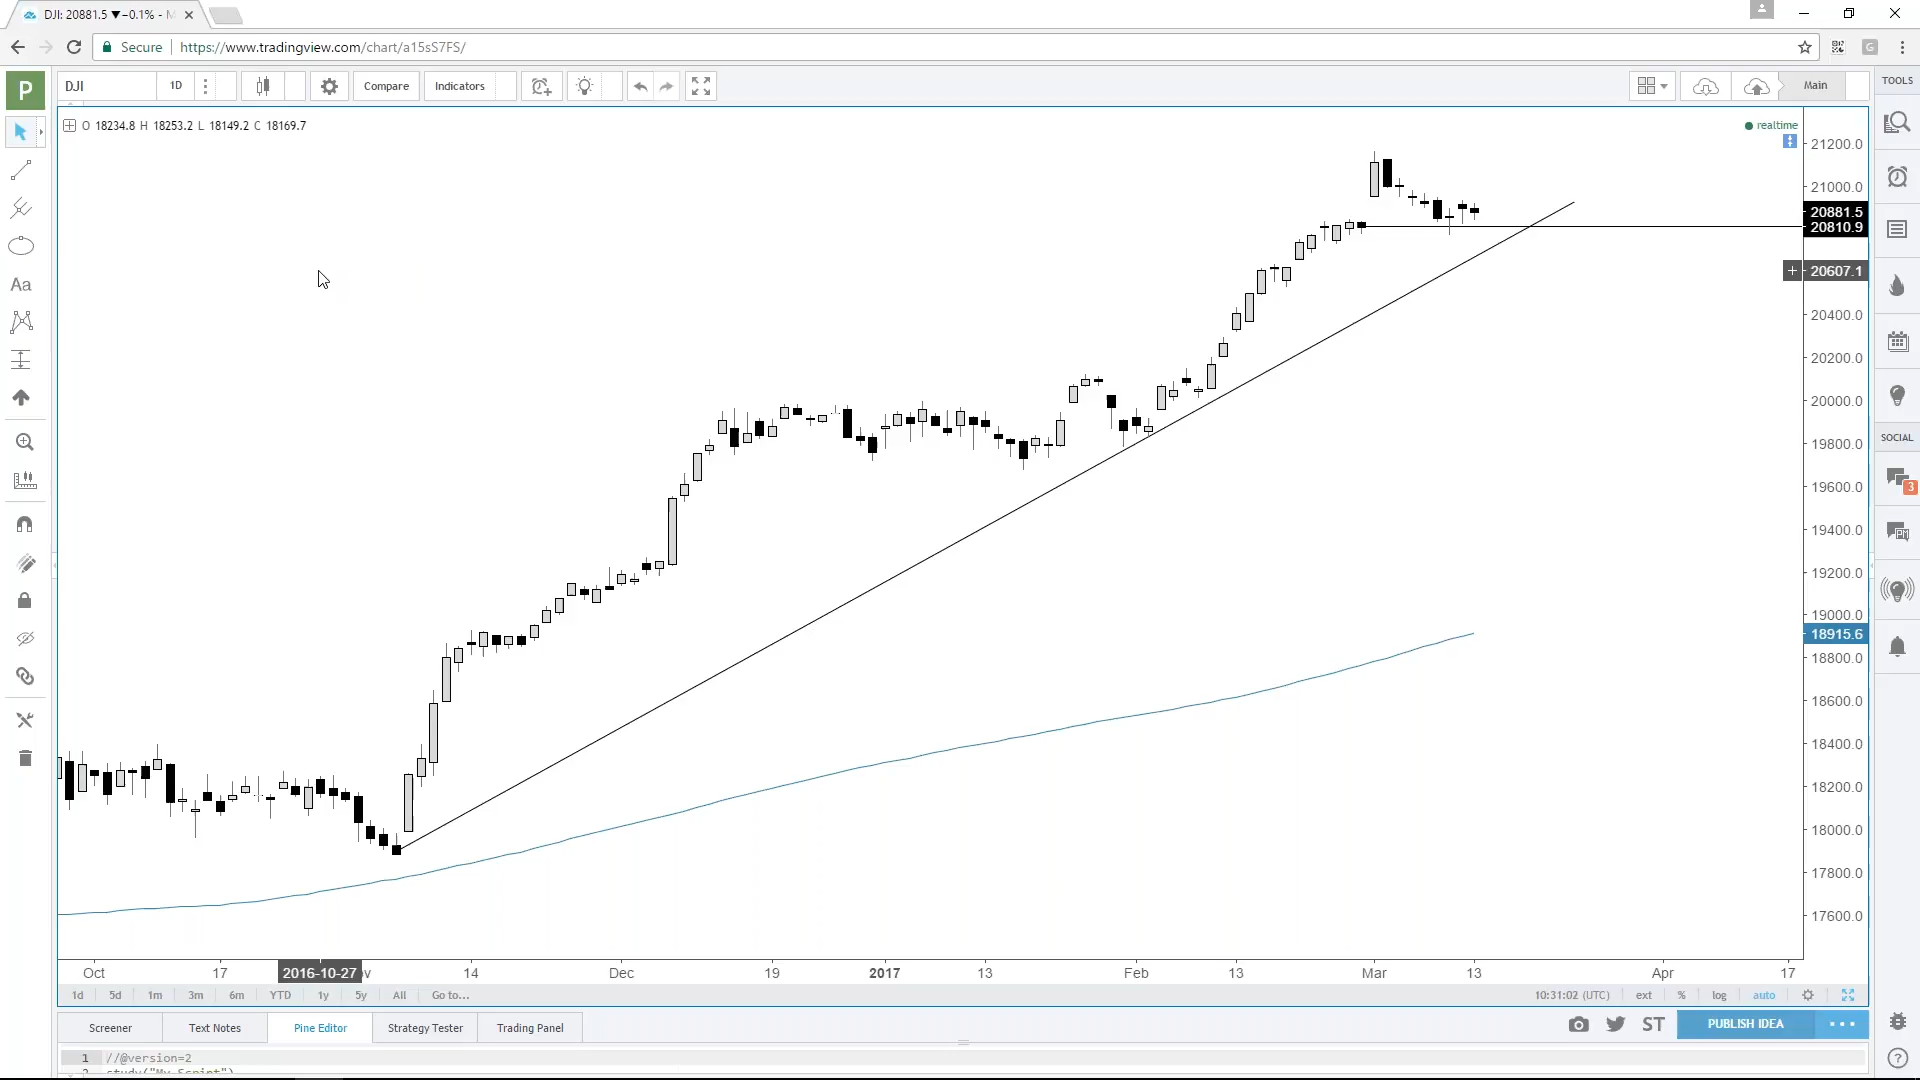 DJI: 20881.5 ▼−0.1% - M
Secure https://www.tradingview.com/chart/a15sS7FS/
P DJI 1D Compare Indicators Main TOOLS
O 18234.8 H 18253.2 L 18149.2 C 18169.7 realtime
21200.0
21000.0
20881.5
20810.9
20607.1
Aa
20400.0
20200.0
20000.0
19800.0
SOCIAL
19600.0
3
19400.0
19200.0
19000.0
18915.6
18800.0
18600.0
18400.0
18200.0
18000.0
17800.0
17600.0
Oct 17 2016-10-27 14 Dec 19 2017 13 Feb 13 Mar 13 Apr 17
1d 5d 1m 3m 6m YTD 1y 5y All Go to... 10:31:02 (UTC) ext % log auto
Screener Text Notes Pine Editor Strategy Tester Trading Panel ST PUBLISH IDEA
1 //@version=2
2 study("My Script")